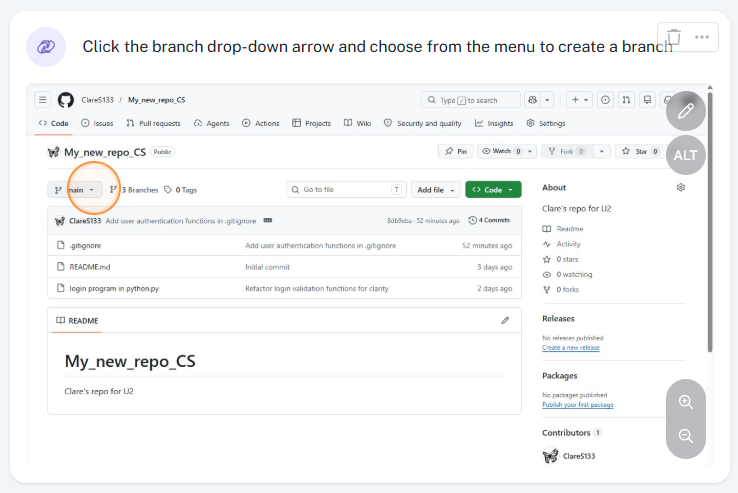 Click the branch drop-down arrow and choose from the menu to create a branch
ClareS133 / My_new_repo_CS
Type / to search
Code Issues Pull requests Agents Actions Projects Wiki Security and quality Insights Settings
My_new_repo_CS Public
Pin Watch 0 Fork 0 Star 0
ALT
main 3 Branches 0 Tags Go to file T Add file Code
ClareS133 Add user authentication functions in .gitignore 8db9eba · 52 minutes ago 4 Commits
.gitignore Add user authentication functions in .gitignore 52 minutes ago
README.md Initial commit 3 days ago
login program in python.py Refactor login validation functions for clarity 2 days ago
README
My_new_repo_CS
Clare's repo for U2
About
Clare's repo for U2
Readme
Activity
0 stars
0 watching
0 forks
Releases
No releases published
Create a new release
Packages
No packages published
Publish your first package
Contributors 1
ClareS133